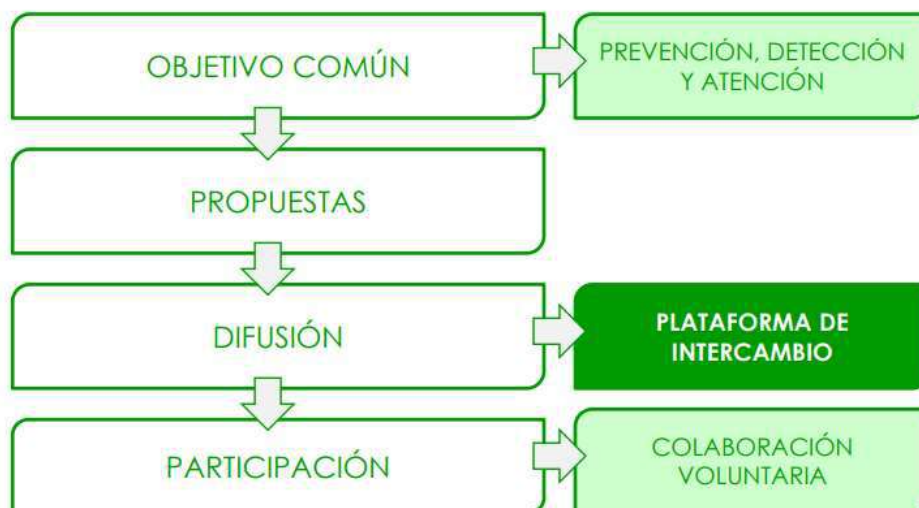 OBJETIVO COMÚN
PREVENCIÓN, DETECCIÓN
Y ATENCIÓN
PROPUESTAS
DIFUSIÓN
PLATAFORMA DE
INTERCAMBIO
PARTICIPACIÓN
COLABORACIÓN
VOLUNTARIA